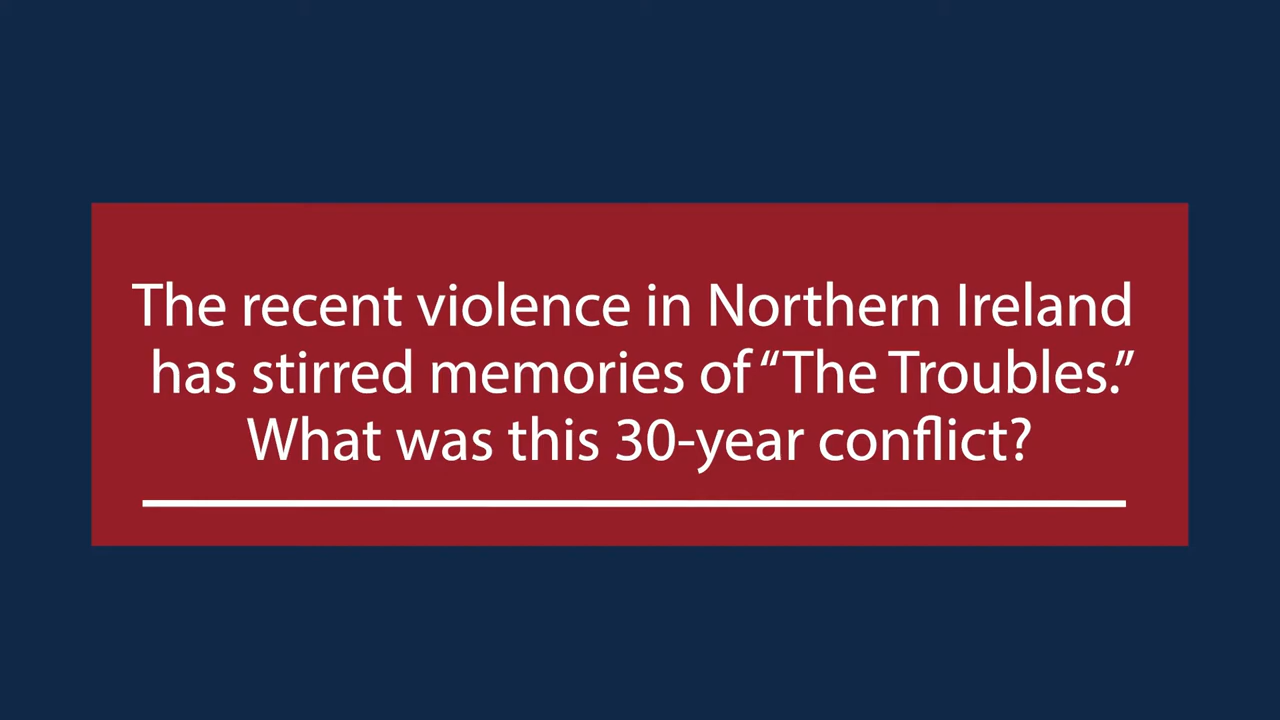 The recent violence in Northern Ireland
has stirred memories of “The Troubles.”
What was this 30-year conflict?